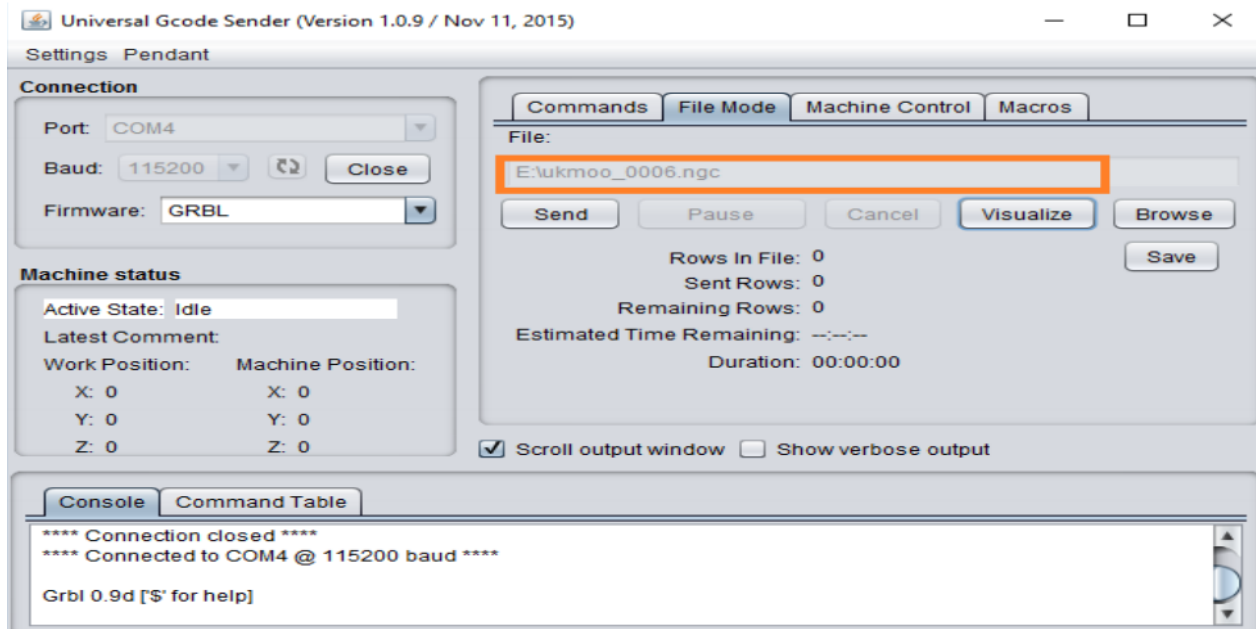 Universal Gcode Sender (Version 1.0.9 / Nov 11, 2015)
Settings Pendant
Connection
Port: COM4
Baud: 115200 Close
Firmware: GRBL
Machine status
Active State: Idle
Latest Comment:
Work Position: Machine Position:
X: 0 X: 0
Y: 0 Y: 0
Z: 0 Z: 0
Commands File Mode Machine Control Macros
File:
E:\ukmoo_0006.ngc
Send Pause Cancel Visualize Browse
Save
Rows In File: 0
Sent Rows: 0
Remaining Rows: 0
Estimated Time Remaining: --:--:--
Duration: 00:00:00
Scroll output window Show verbose output
Console Command Table
**** Connection closed ****
**** Connected to COM4 @ 115200 baud ****
Grbl 0.9d ['$' for help]